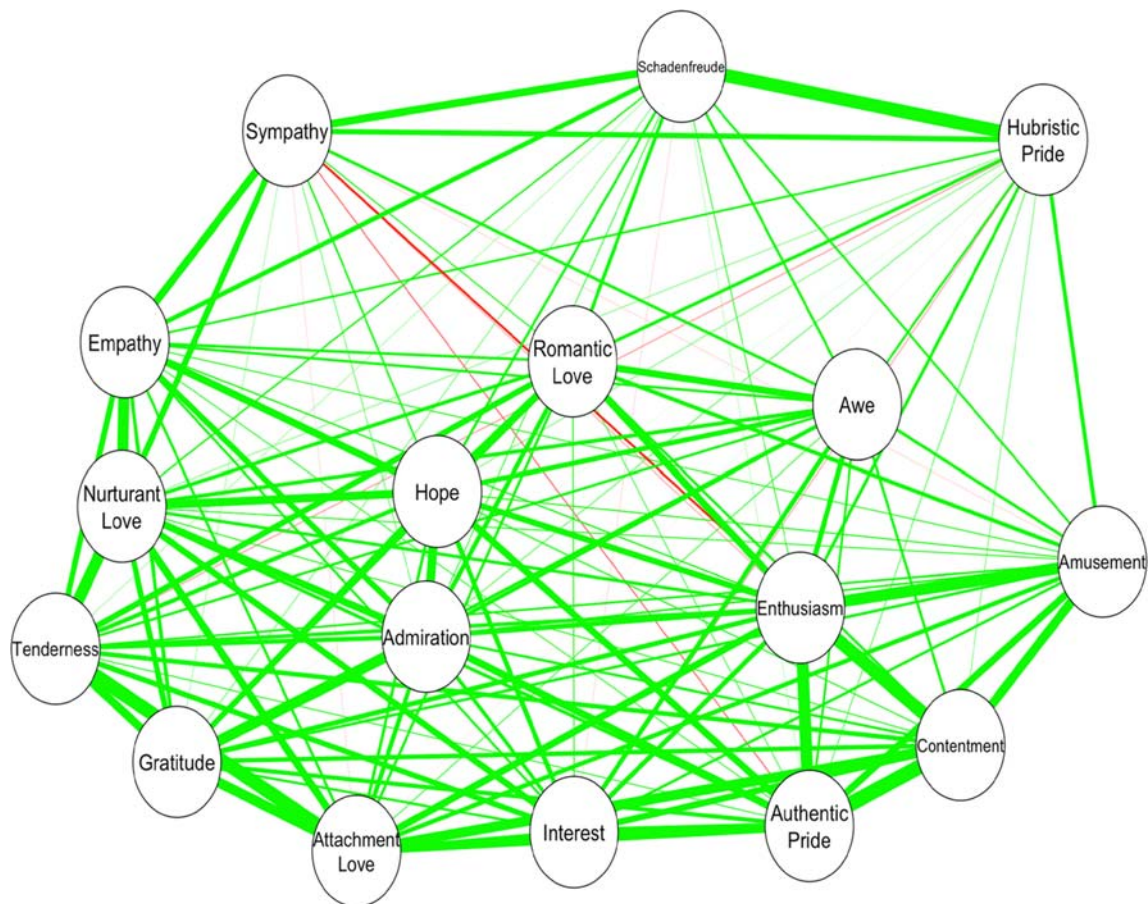 Schadenfreude
Sympathy
Hubristic
Pride
Empathy
Romantic
Love
Awe
Nurturant
Love
Hope
Amusement
Enthusiasm
Tenderness
Admiration
Gratitude
Contentment
Attachment
Love
Interest
Authentic
Pride